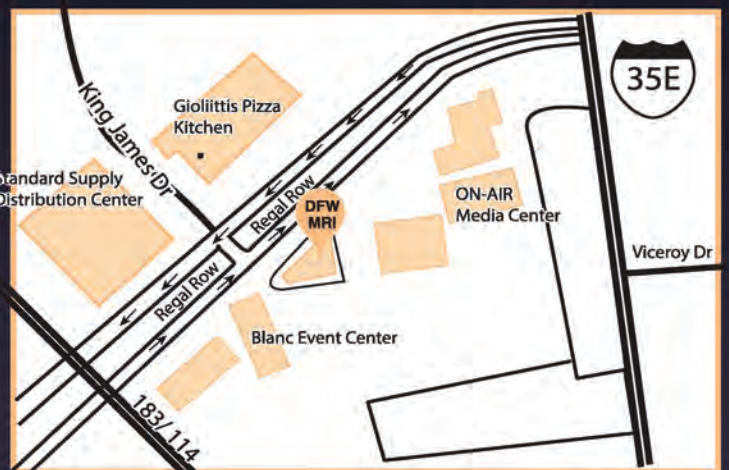 35E
King James Dr
Gioliittis Pizza
Kitchen
Standard Supply
Distribution Center
Regal Row
DFW
MRI
ON-AIR
Media Center
Viceroy Dr
Regal Row
Blanc Event Center
183/114